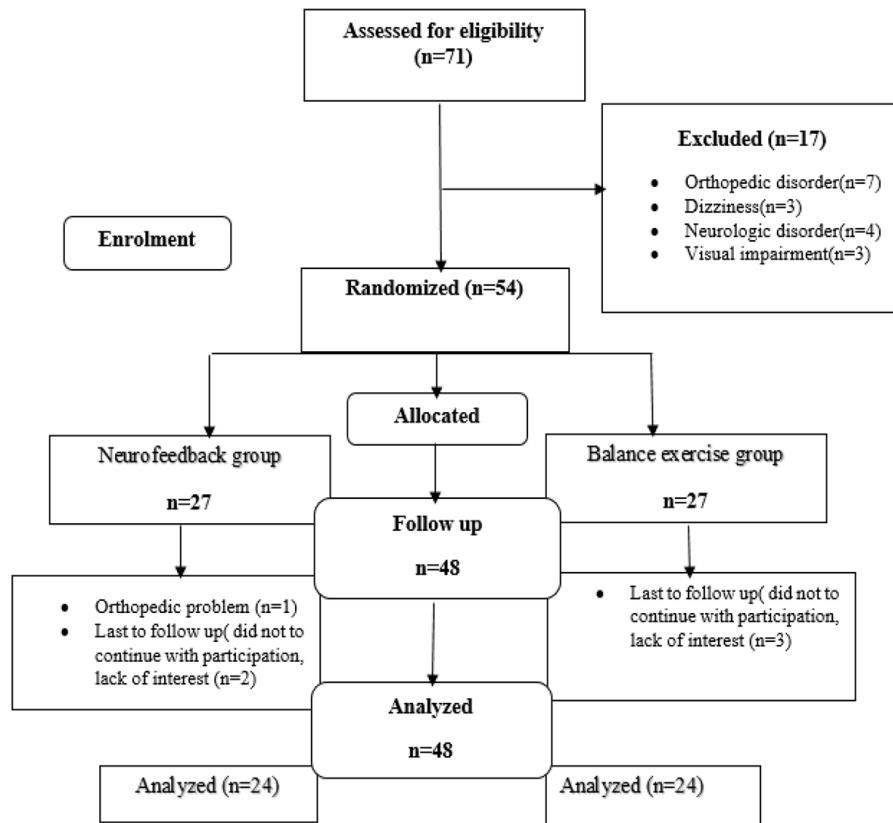 Assessed for eligibility
(n=71)
Excluded (n=17)
• Orthopedic disorder(n=7)
• Dizziness(n=3)
• Neurologic disorder(n=4)
• Visual impairment(n=3)
Enrolment
Randomized (n=54)
Allocated
Neurofeedback group
n=27
Balance exercise group
n=27
Follow up
n=48
• Orthopedic problem (n=1)
• Last to follow up( did not to
continue with participation,
lack of interest (n=2)
• Last to follow up( did not to
continue with participation,
lack of interest (n=3)
Analyzed
n=48
Analyzed (n=24)
Analyzed (n=24)